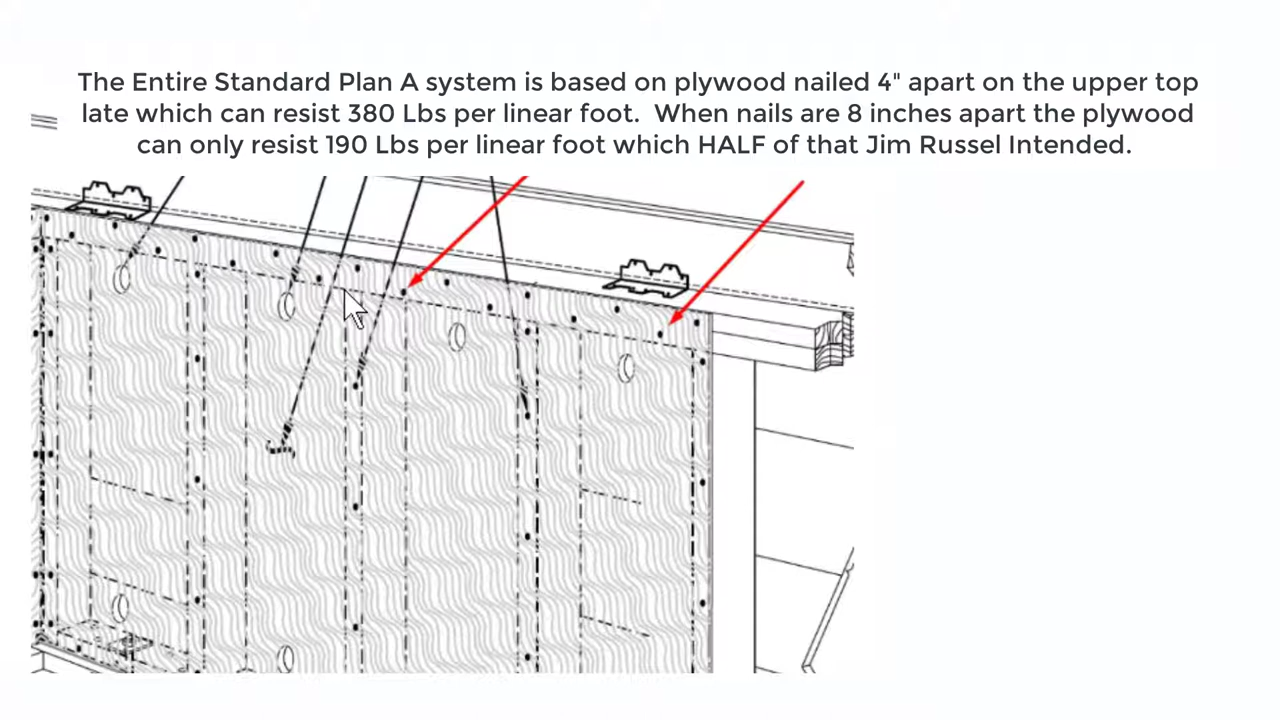 The Entire Standard Plan A system is based on plywood nailed 4" apart on the upper top
late which can resist 380 Lbs per linear foot.  When nails are 8 inches apart the plywood
can only resist 190 Lbs per linear foot which HALF of that Jim Russel Intended.